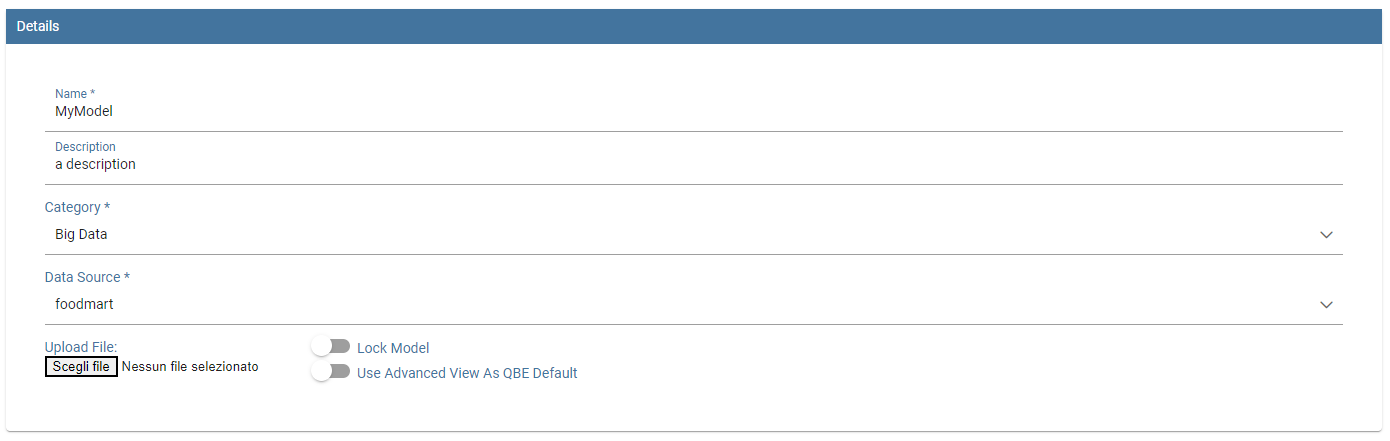 Details
Name *
MyModel
Description
a description
Category *
Big Data
Data Source *
foodmart
Upload File:
Scegli file Nessun file selezionato
Lock Model
Use Advanced View As QBE Default